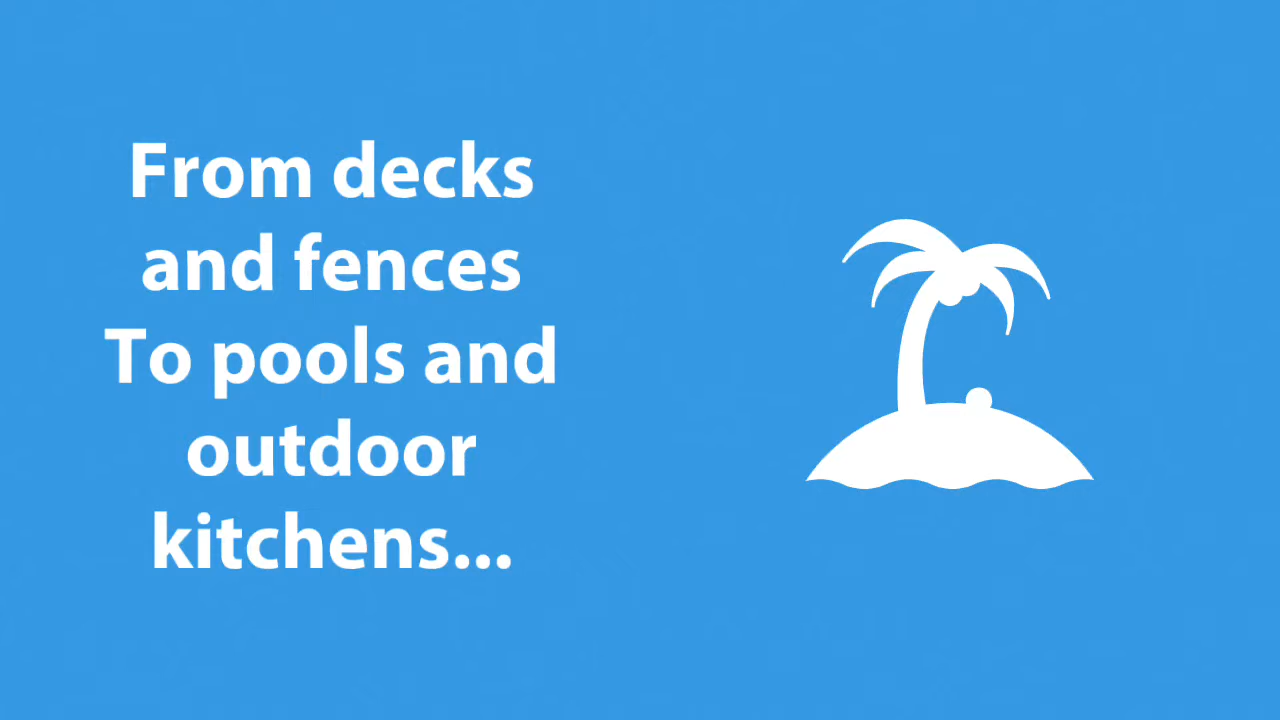 From decks
and fences
To pools and
outdoor
kitchens...